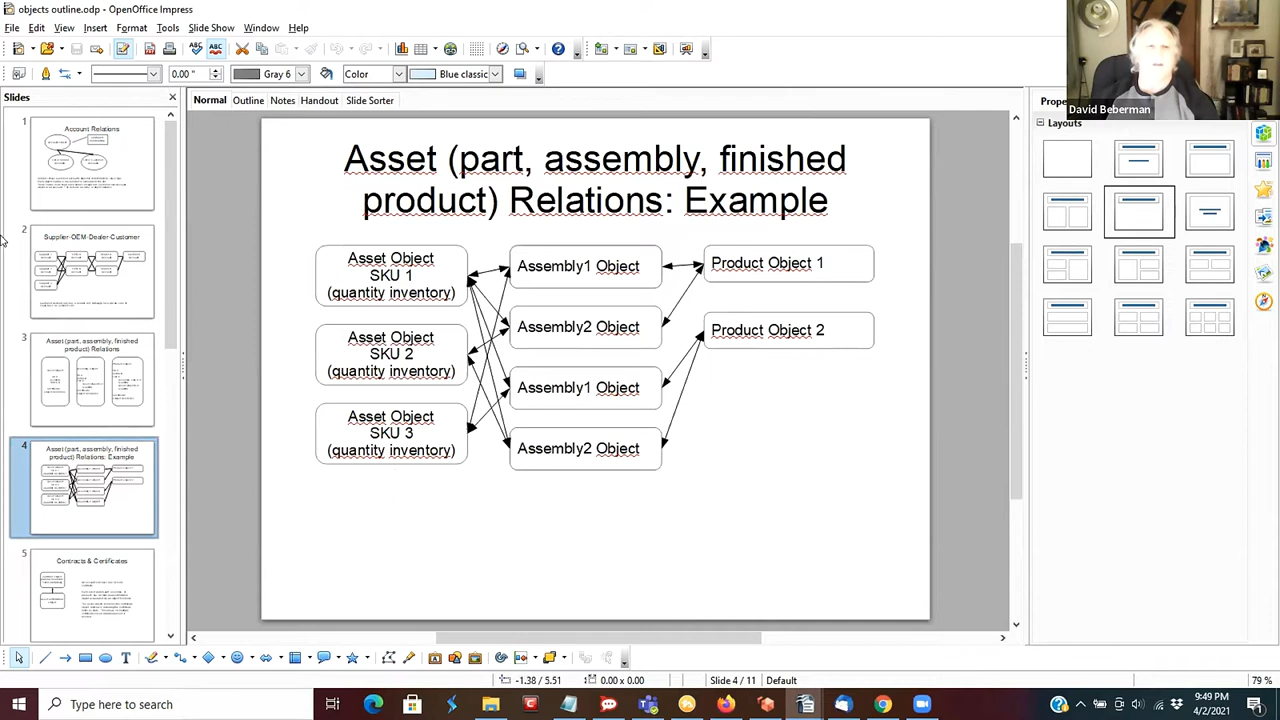 objects outline.odp - OpenOffice Impress
File Edit View Insert Format Tools Slide Show Window Help
0.00 " Gray 6 Color Blue classic
David Beberman
Slides
Normal Outline Notes Handout Slide Sorter
Layouts
1
Account Relations
2
Supplier-OEM-Dealer-Customer
3
Asset (part, assembly, finished
product) Relations
4
Asset (part, assembly, finished
product) Relations: Example
5
Contracts & Certificates
Asset (part, assembly, finished
product) Relations: Example
Asset Object
SKU 1
(quantity inventory)
Asset Object
SKU 2
(quantity inventory)
Asset Object
SKU 3
(quantity inventory)
Assembly1 Object
Assembly2 Object
Assembly1 Object
Assembly2 Object
Product Object 1
Product Object 2
-1.38 / 5.51 0.00 x 0.00 Slide 4 / 11 Default 79 %
Type here to search
9:49 PM
4/2/2021